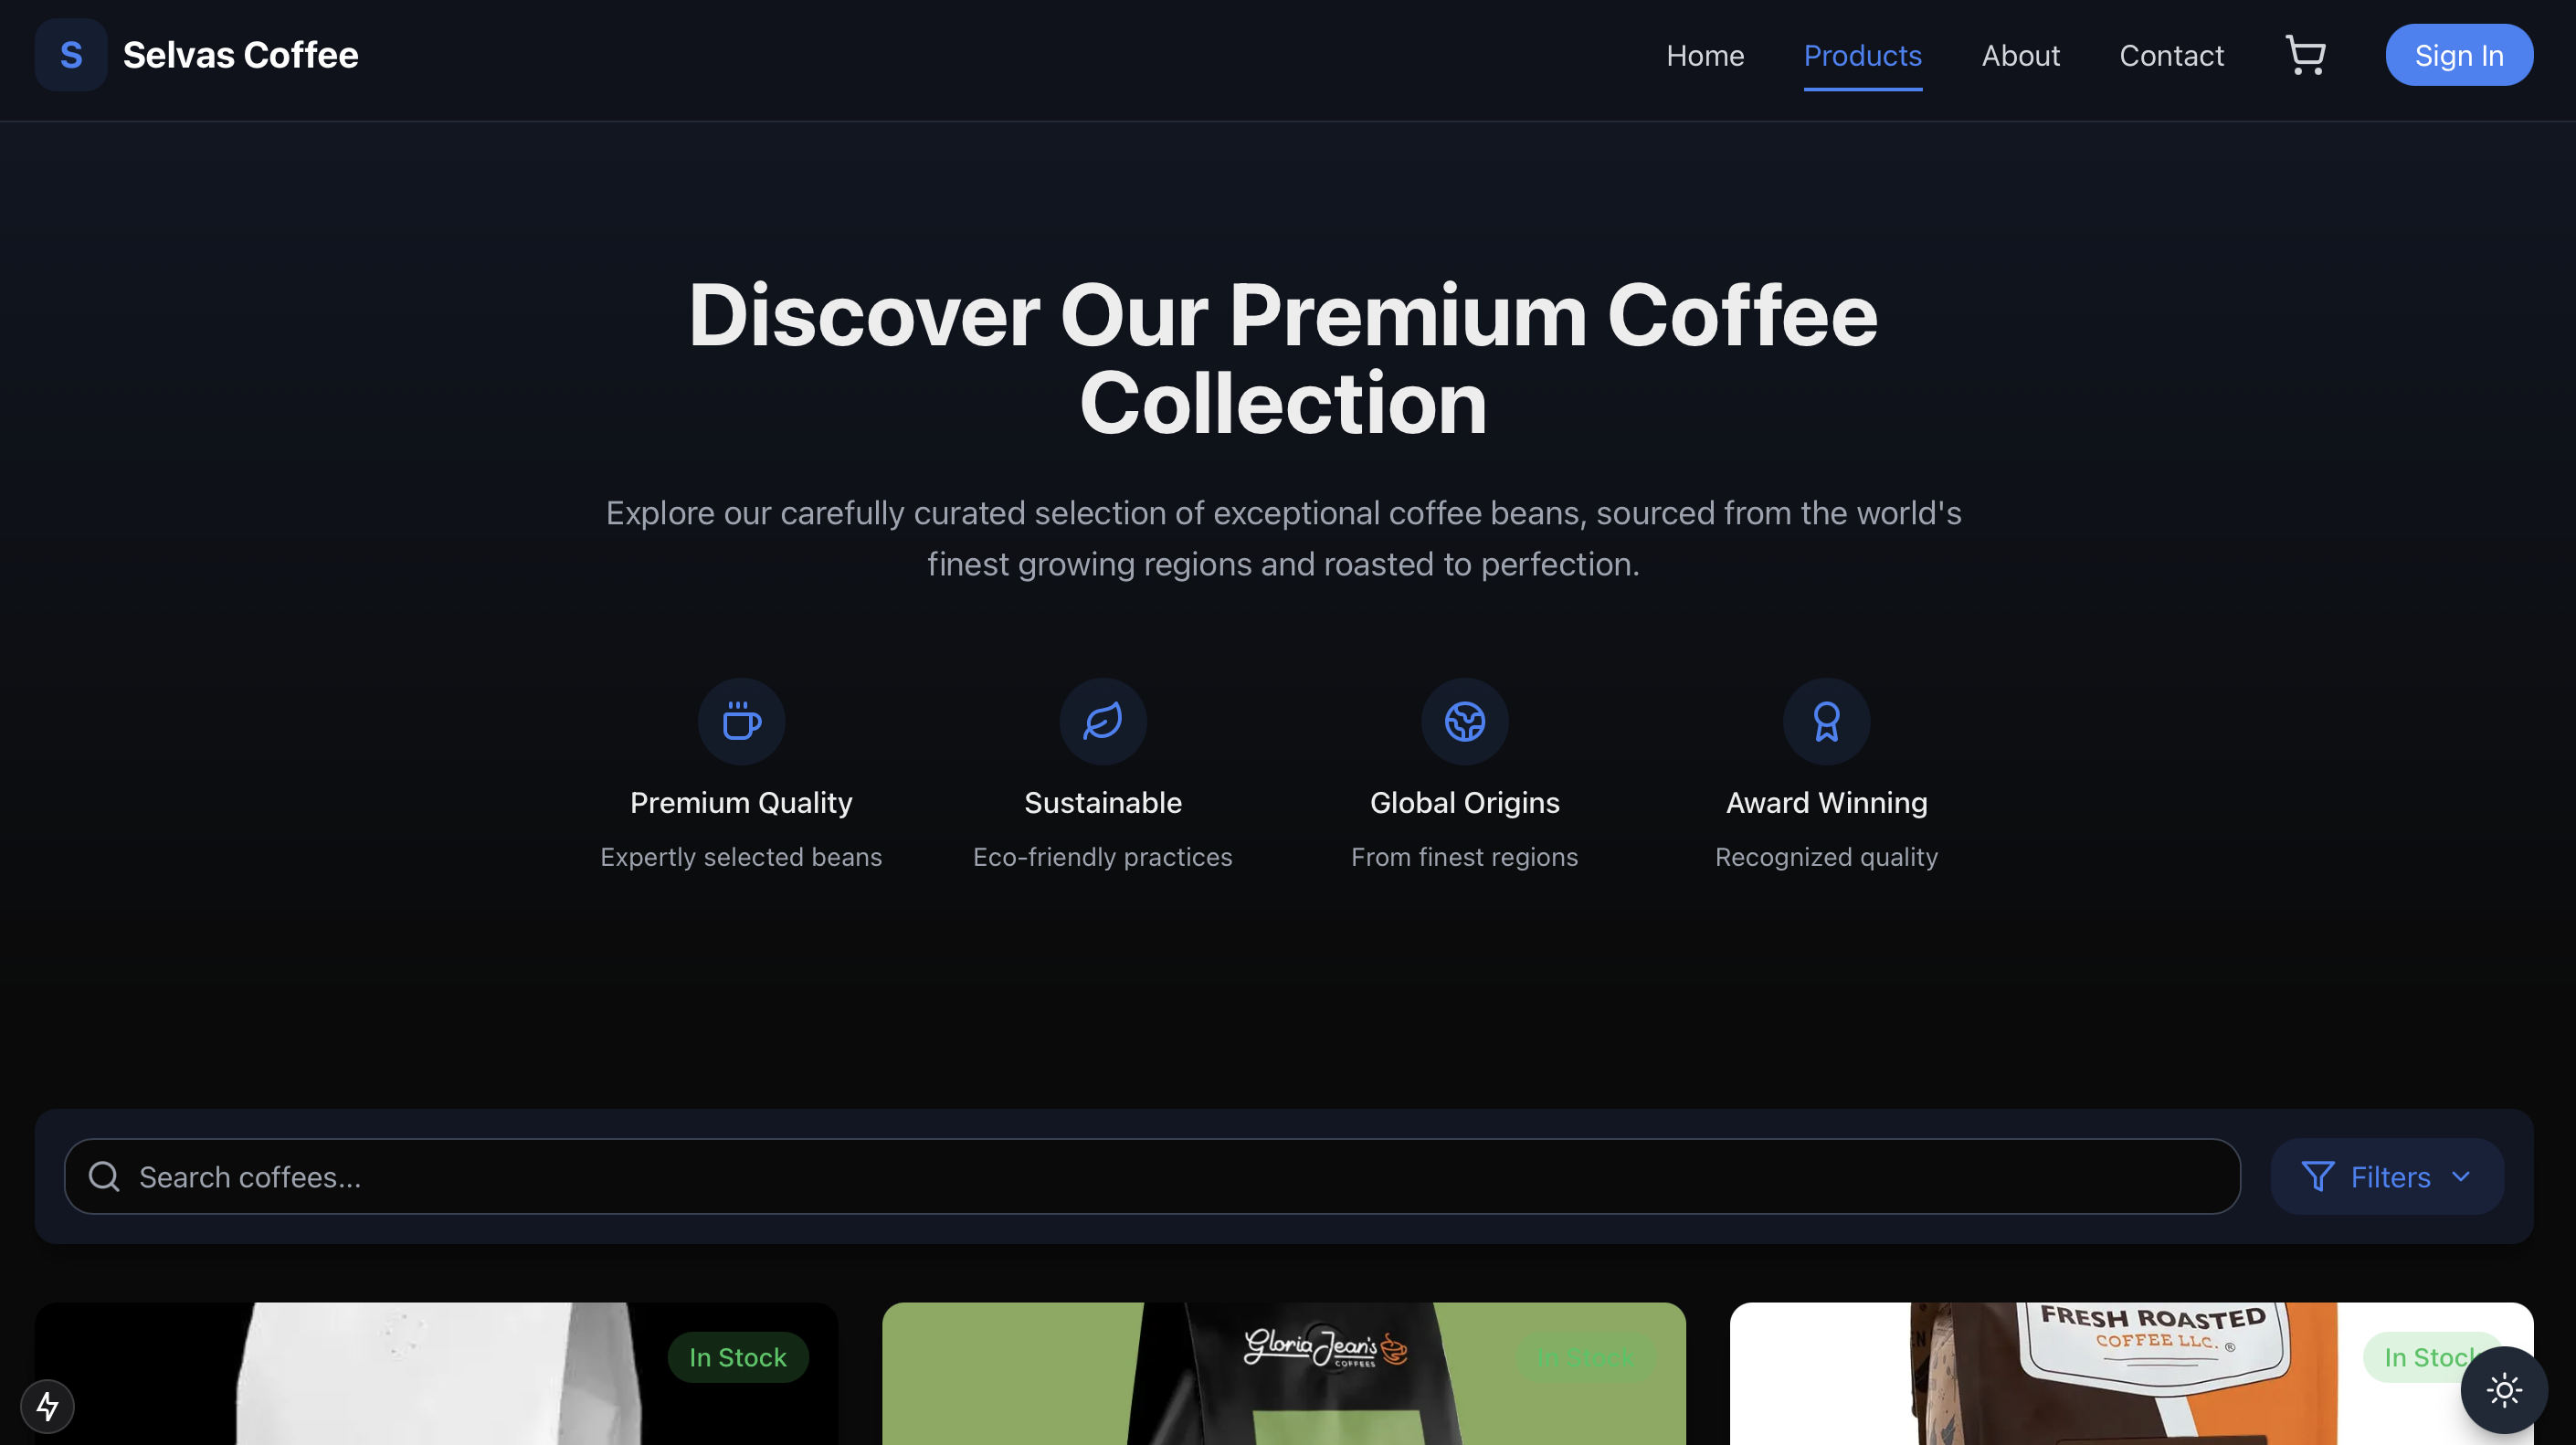 S Selvas Coffee
Home Products About Contact Sign In
Discover Our Premium Coffee
Collection
Explore our carefully curated selection of exceptional coffee beans, sourced from the world's
finest growing regions and roasted to perfection.
Premium Quality
Expertly selected beans
Sustainable
Eco-friendly practices
Global Origins
From finest regions
Award Winning
Recognized quality
Search coffees...
Filters
In Stock
Gloria Jean's
COFFEES
In Stock
FRESH ROASTED
COFFEE LLC. ®
In Stock